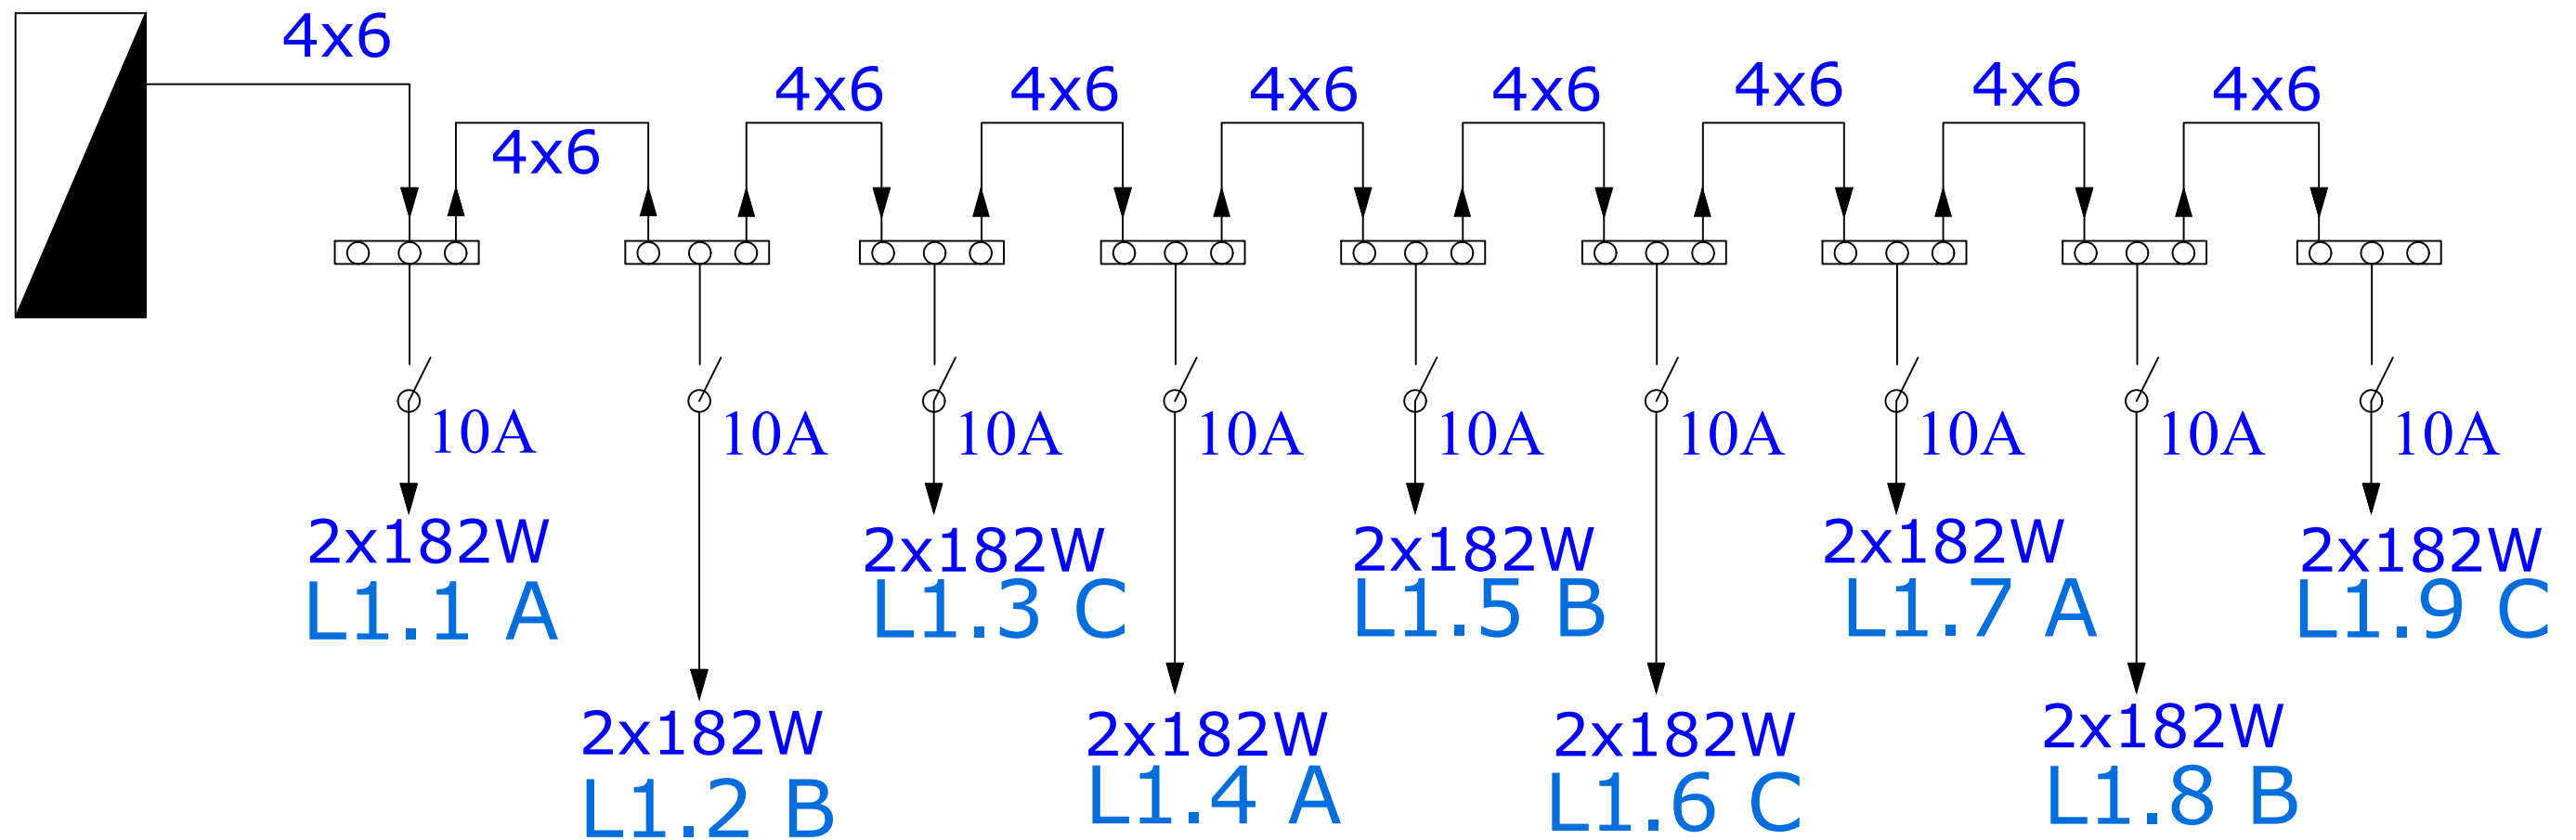 4x6
4x6
4x6
4x6
4x6
4x6
4x6
4x6
4x6
10A
10A
10A
10A
10A
10A
10A
10A
10A
2x182W
L1.1 A
2x182W
L1.2 B
2x182W
L1.3 C
2x182W
L1.4 A
2x182W
L1.5 B
2x182W
L1.6 C
2x182W
L1.7 A
2x182W
L1.8 B
2x182W
L1.9 C